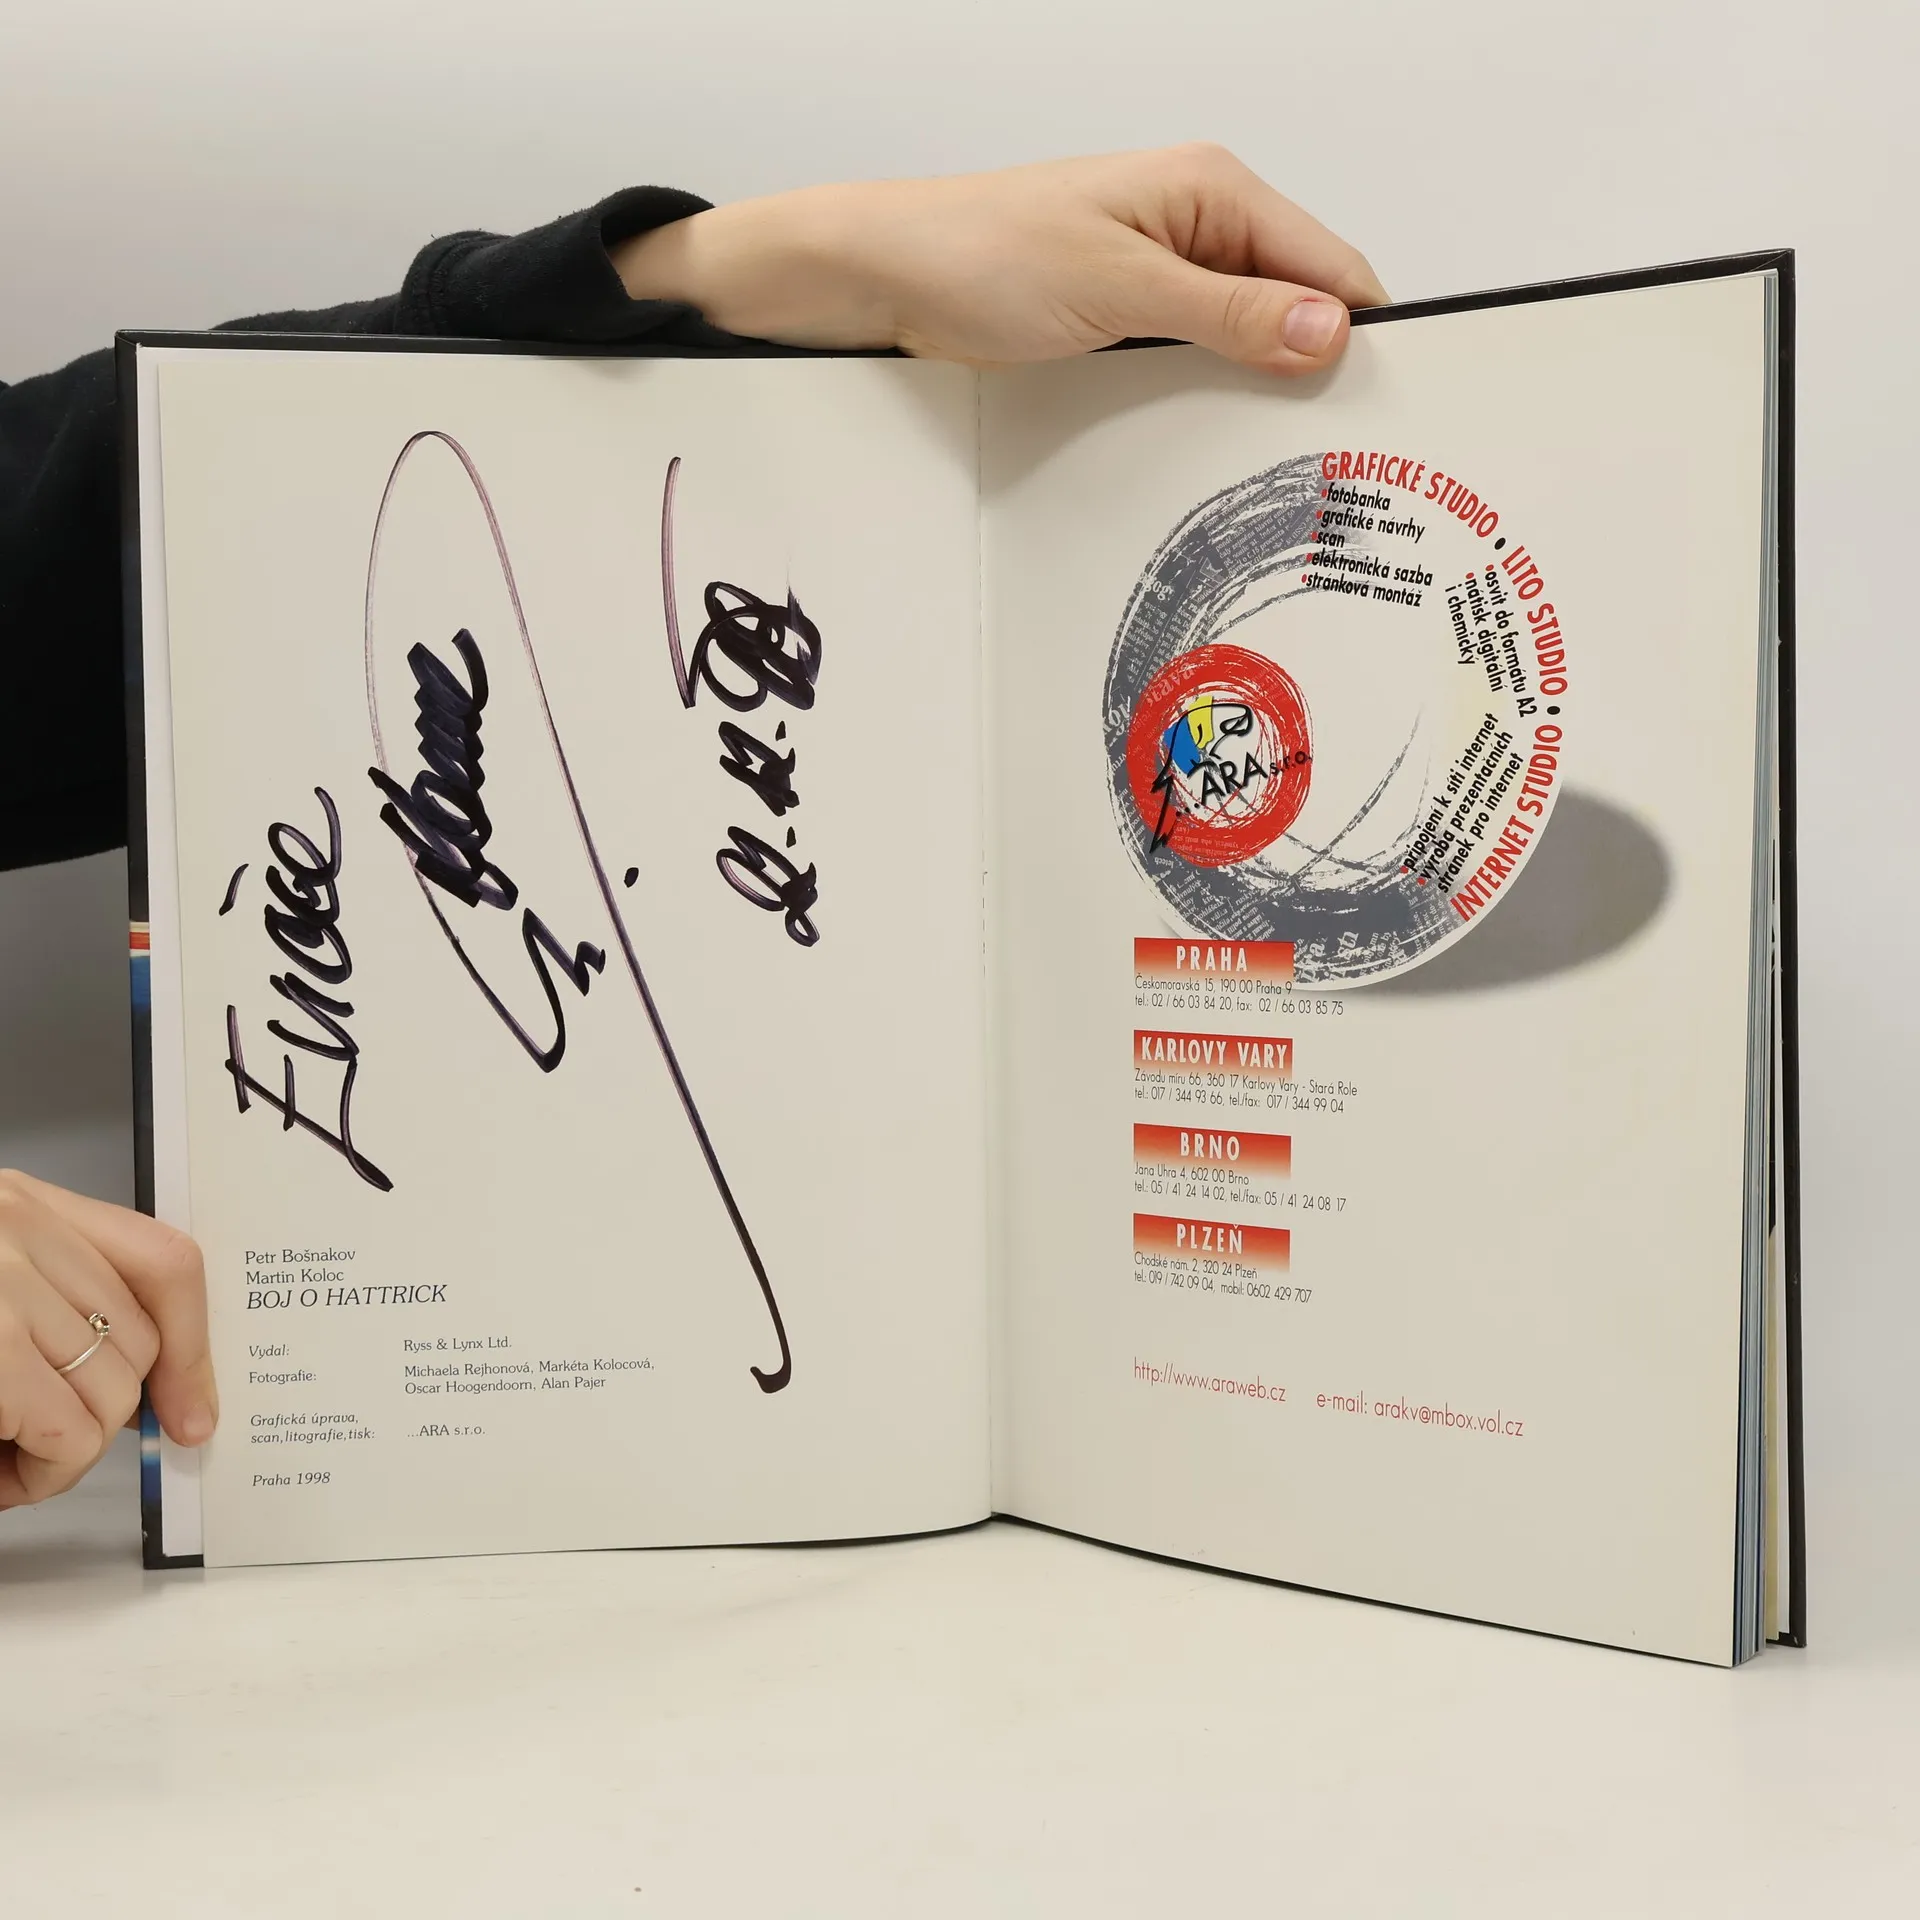 Petr Bošnakov
Martin Koloc
BOJ O HATTRICK
Vydal: Ryss & Lynx Ltd.
Fotografie: Michaela Rejhonová, Markéta Kolocová,
Oscar Hoogendoorn, Alan Pajer
Grafická úprava,
scan,litografie,tisk: ...ARA s.r.o.
Praha 1998
GRAFICKÉ STUDIO • LITO STUDIO • INTERNET STUDIO
•fotobanka
•grafické návrhy
•scan
•elektronická sazba
•stránková montáž
•osvit do formátu A2
•nátisk digitální
i chemický
•připojení k síti internet
•výroba prezentačních
stránek pro internet
...ARA s.r.o.
PRAHA
Českomoravská 15, 190 00 Praha 9
tel.: 02 / 66 03 84 20, fax: 02 / 66 03 85 75
KARLOVY VARY
Závodu míru 66, 360 17 Karlovy Vary - Stará Role
tel.: 017 / 344 93 66, tel./fax: 017 / 344 99 04
BRNO
Jana Uhra 4, 602 00 Brno
tel.: 05 / 41 24 14 02, tel./fax: 05 / 41 24 08 17
PLZEŇ
Chodské nám. 2, 320 24 Plzeň
tel.: 019 / 742 09 04, mobil: 0602 429 707
http://www.araweb.cz e-mail: arakv@mbox.vol.cz